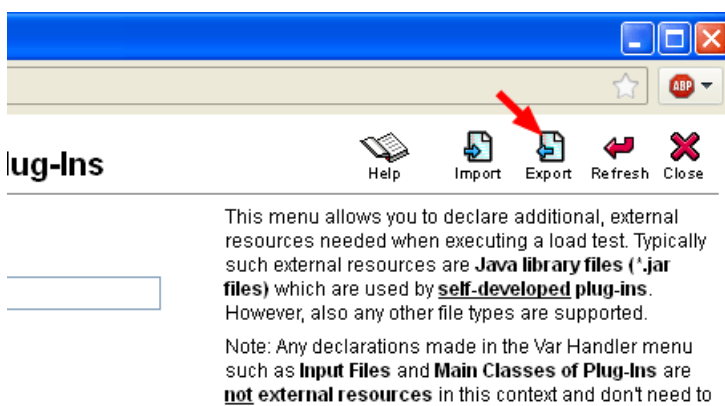 ABP
lug-Ins
Help Import Export Refresh Close
This menu allows you to declare additional, external
resources needed when executing a load test. Typically
such external resources are Java library files (*.jar
files) which are used by self-developed plug-ins.
However, also any other file types are supported.
Note: Any declarations made in the Var Handler menu
such as Input Files and Main Classes of Plug-Ins are
not external resources in this context and don't need to